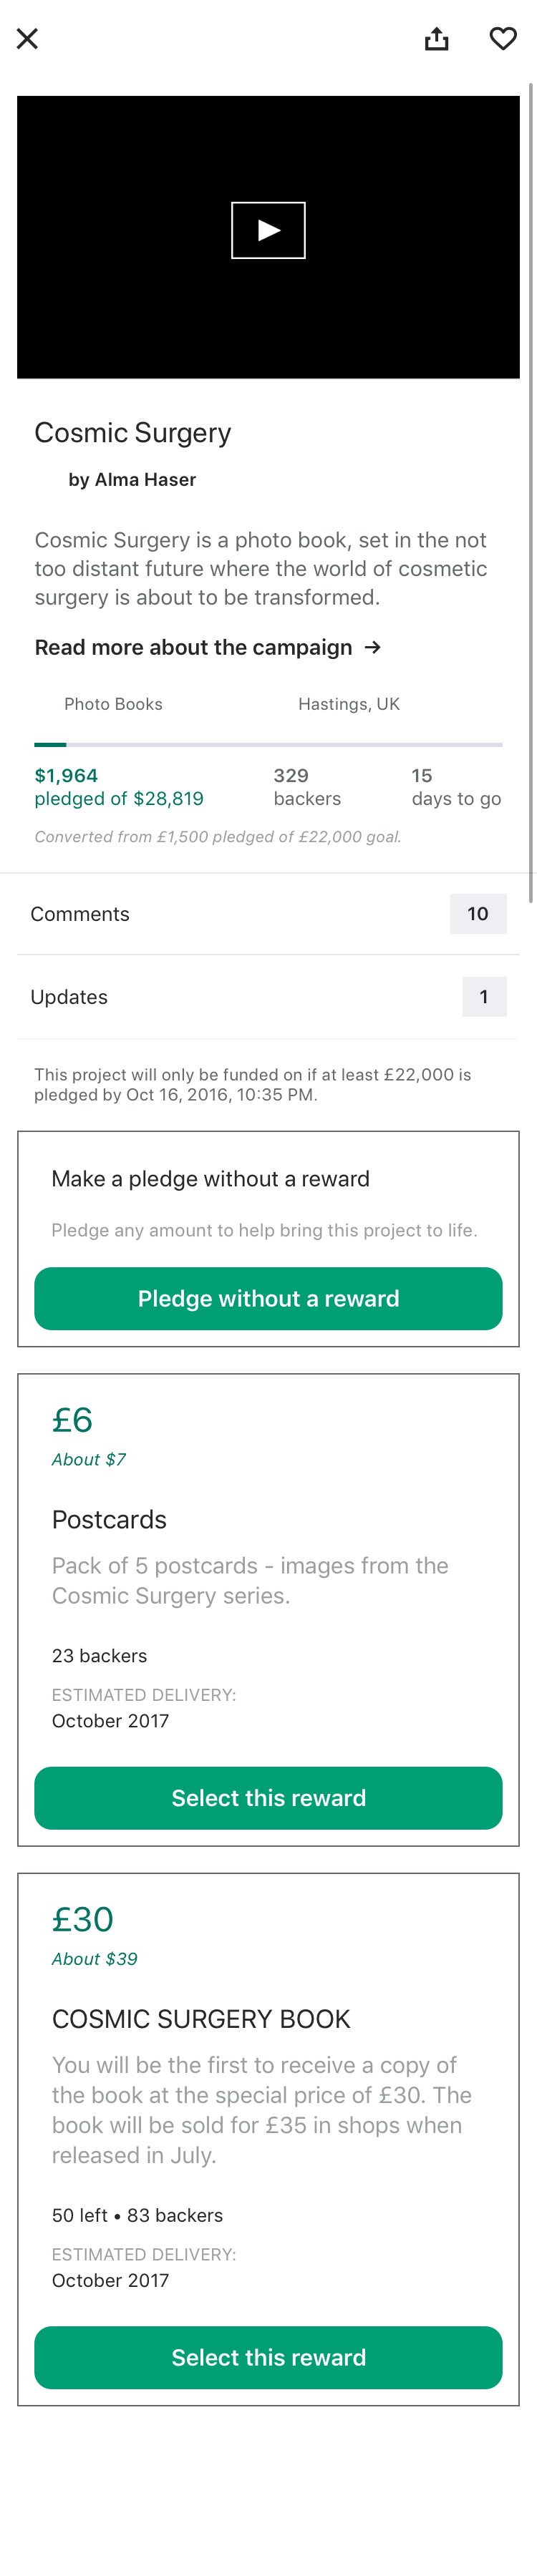 Cosmic Surgery
by Alma Haser
Cosmic Surgery is a photo book, set in the not
too distant future where the world of cosmetic
surgery is about to be transformed.
Read more about the campaign →
Photo Books Hastings, UK
$1,964 329 15
pledged of $28,819 backers days to go
Converted from £1,500 pledged of £22,000 goal.
Comments 10
Updates 1
This project will only be funded on if at least £22,000 is
pledged by Oct 16, 2016, 10:35 PM.
Make a pledge without a reward
Pledge any amount to help bring this project to life.
Pledge without a reward
£6
About $7
Postcards
Pack of 5 postcards - images from the
Cosmic Surgery series.
23 backers
ESTIMATED DELIVERY:
October 2017
Select this reward
£30
About $39
COSMIC SURGERY BOOK
You will be the first to receive a copy of
the book at the special price of £30. The
book will be sold for £35 in shops when
released in July.
50 left • 83 backers
ESTIMATED DELIVERY:
October 2017
Select this reward